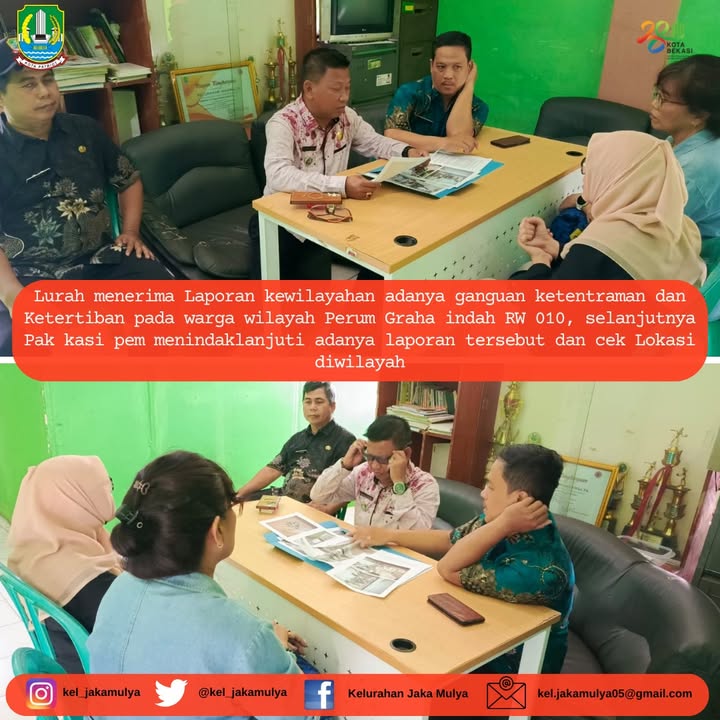 KOTA BEKASI
Lurah menerima Laporan kewilayahan adanya ganguan ketentraman dan
Ketertiban pada warga wilayah Perum Graha indah RW 010, selanjutnya
Pak kasi pem menindaklanjuti adanya laporan tersebut dan cek Lokasi
diwilayah
kel_jakamulya
@kel_jakamulya
Kelurahan Jaka Mulya
kel.jakamulya05@gmail.com